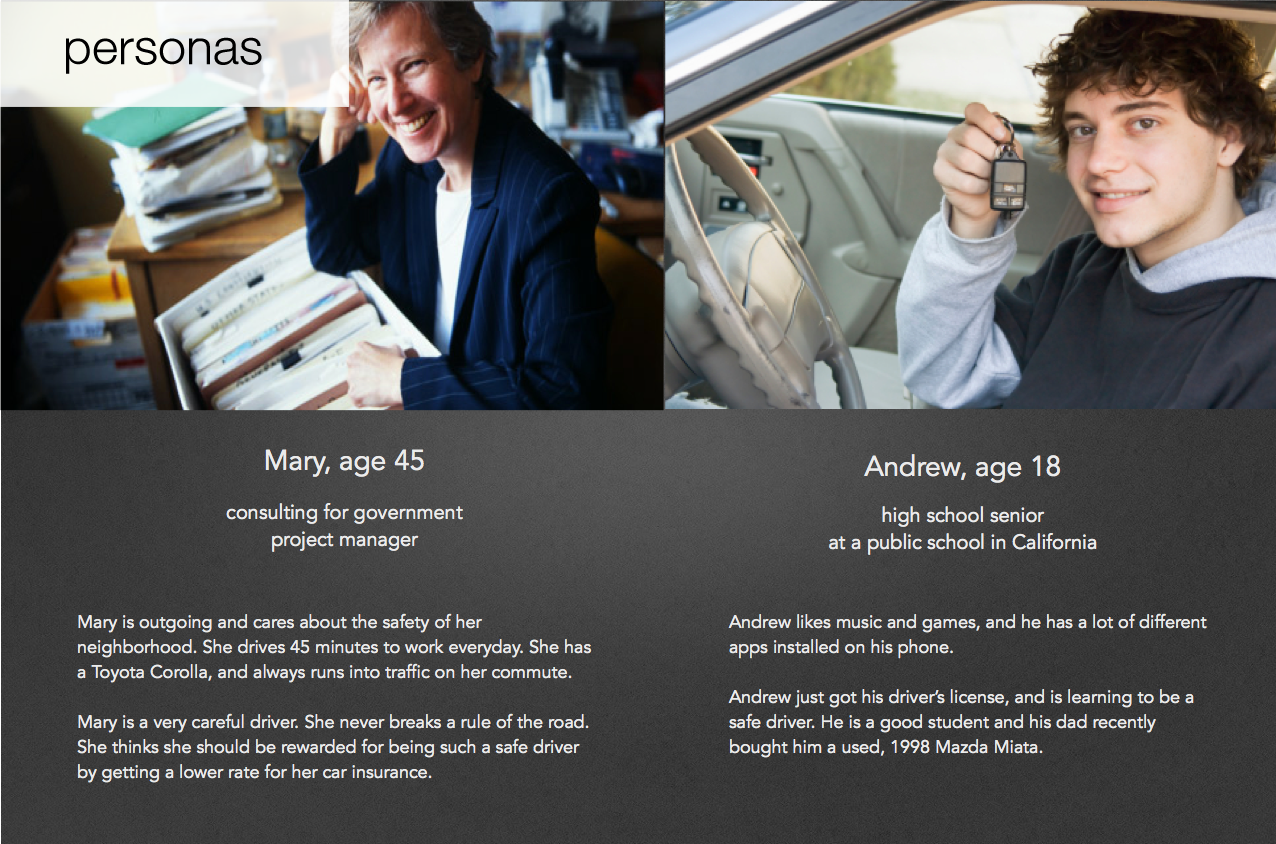 personas
Mary, age 45
consulting for government
project manager
Mary is outgoing and cares about the safety of her
neighborhood. She drives 45 minutes to work everyday. She has
a Toyota Corolla, and always runs into traffic on her commute.
Mary is a very careful driver. She never breaks a rule of the road.
She thinks she should be rewarded for being such a safe driver
by getting a lower rate for her car insurance.
Andrew, age 18
high school senior
at a public school in California
Andrew likes music and games, and he has a lot of different
apps installed on his phone.
Andrew just got his driver’s license, and is learning to be a
safe driver. He is a good student and his dad recently
bought him a used, 1998 Mazda Miata.